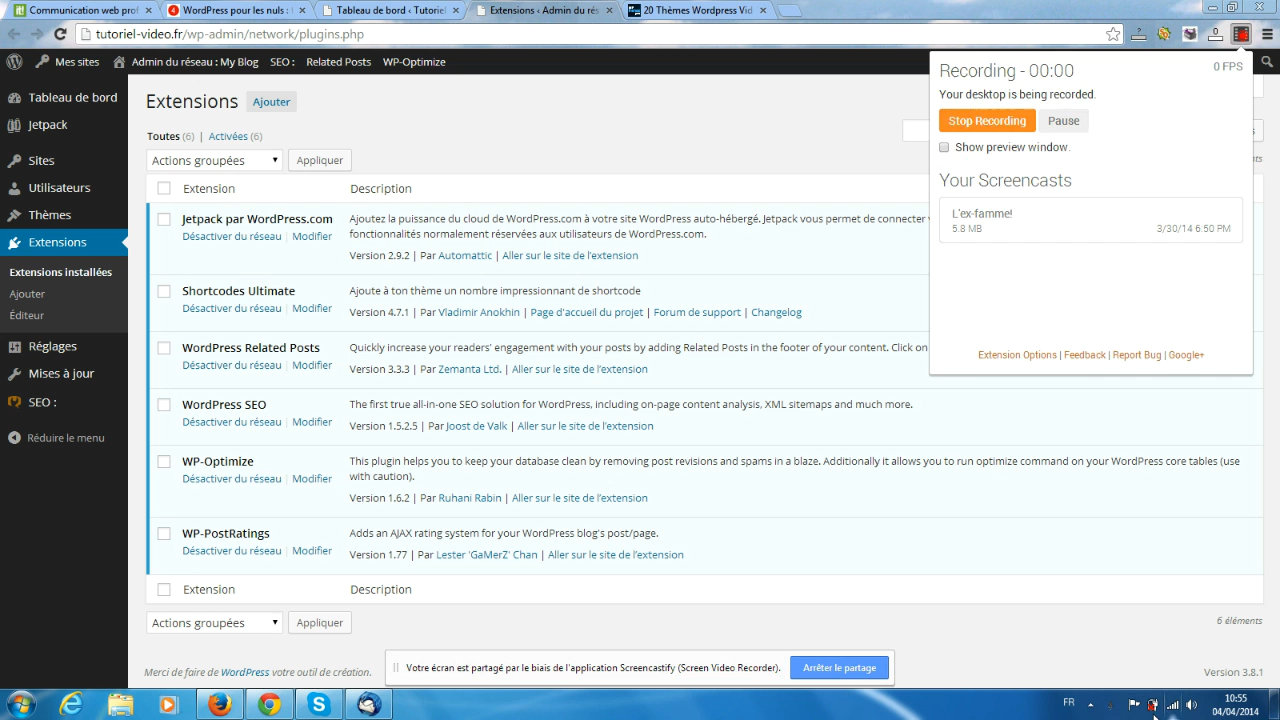 Communication web prof
WordPress pour les nuls : t
Tableau de bord ‹ Tutoriel
Extensions ‹ Admin du rés
20 Thèmes Wordpress Vid
tutoriel-video.fr/wp-admin/network/plugins.php
Mes sites
Admin du réseau : My Blog
SEO :
Related Posts
WP-Optimize
Tableau de bord
Jetpack
Sites
Utilisateurs
Thèmes
Extensions
Extensions installées
Ajouter
Éditeur
Réglages
Mises à jour
SEO :
Réduire le menu
Extensions Ajouter
Toutes (6) | Activées (6)
Actions groupées Appliquer
Extension Description
Jetpack par WordPress.com
Désactiver du réseau | Modifier
Ajoutez la puissance du cloud de WordPress.com à votre site WordPress auto-hébergé. Jetpack vous permet de connecter
fonctionnalités normalement réservées aux utilisateurs de WordPress.com.
Version 2.9.2 | Par Automattic | Aller sur le site de l'extension
Shortcodes Ultimate
Désactiver du réseau | Modifier
Ajoute à ton thème un nombre impressionnant de shortcode
Version 4.7.1 | Par Vladimir Anokhin | Page d'accueil du projet | Forum de support | Changelog
WordPress Related Posts
Désactiver du réseau | Modifier
Quickly increase your readers' engagement with your posts by adding Related Posts in the footer of your content. Click on
Version 3.3.3 | Par Zemanta Ltd. | Aller sur le site de l'extension
WordPress SEO
Désactiver du réseau | Modifier
The first true all-in-one SEO solution for WordPress, including on-page content analysis, XML sitemaps and much more.
Version 1.5.2.5 | Par Joost de Valk | Aller sur le site de l'extension
WP-Optimize
Désactiver du réseau | Modifier
This plugin helps you to keep your database clean by removing post revisions and spams in a blaze. Additionally it allows you to run optimize command on your WordPress core tables (use
with caution).
Version 1.6.2 | Par Ruhani Rabin | Aller sur le site de l'extension
WP-PostRatings
Désactiver du réseau | Modifier
Adds an AJAX rating system for your WordPress blog's post/page.
Version 1.77 | Par Lester 'GaMerZ' Chan | Aller sur le site de l'extension
Extension Description
Actions groupées Appliquer
6 éléments
Merci de faire de WordPress votre outil de création.
Version 3.8.1
Recording - 00:00
0 FPS
Your desktop is being recorded.
Stop Recording Pause
Show preview window.
Your Screencasts
L'ex-famme!
5.8 MB 3/30/14 6:50 PM
Extension Options | Feedback | Report Bug | Google+
Votre écran est partagé par le biais de l'application Screencastify (Screen Video Recorder).
Arrêter le partage
FR
10:55
04/04/2014